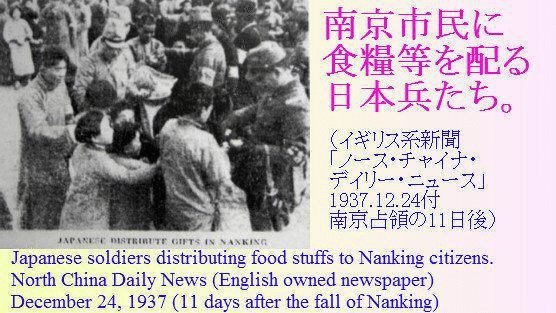 南京市民に
食糧等を配る
日本兵たち。
（イギリス系新聞
「ノース・チャイナ・
デイリー・ニュース」
1937.12.24付
南京占領の11日後）
JAPANESE DISTRIBUTE GIFTS IN NANKING
Japanese soldiers distributing food stuffs to Nanking citizens.
North China Daily News (English owned newspaper)
December 24, 1937 (11 days after the fall of Nanking)